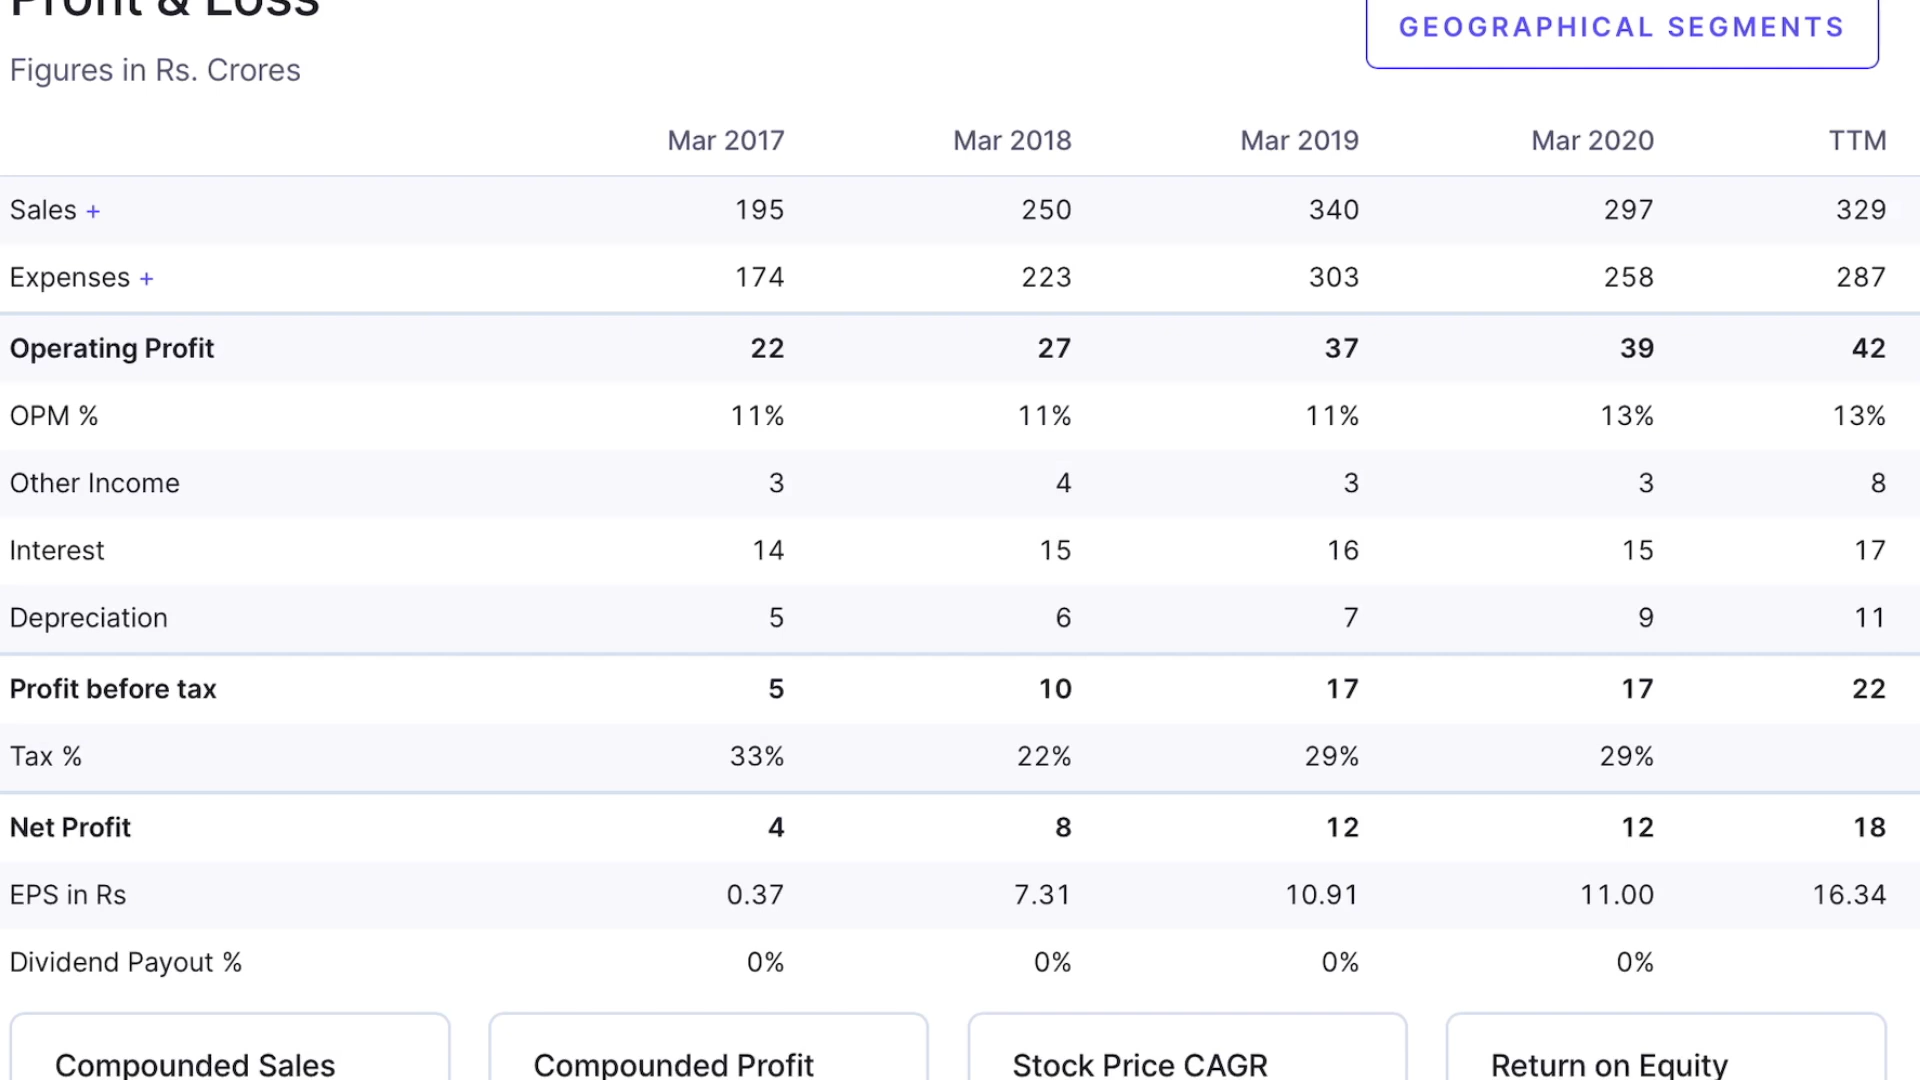 Profit & Loss
GEOGRAPHICAL SEGMENTS
Figures in Rs. Crores
Mar 2017 Mar 2018 Mar 2019 Mar 2020 TTM
Sales + 195 250 340 297 329
Expenses + 174 223 303 258 287
Operating Profit 22 27 37 39 42
OPM % 11% 11% 11% 13% 13%
Other Income 3 4 3 3 8
Interest 14 15 16 15 17
Depreciation 5 6 7 9 11
Profit before tax 5 10 17 17 22
Tax % 33% 22% 29% 29%
Net Profit 4 8 12 12 18
EPS in Rs 0.37 7.31 10.91 11.00 16.34
Dividend Payout % 0% 0% 0% 0%
Compounded Sales Compounded Profit Stock Price CAGR Return on Equity